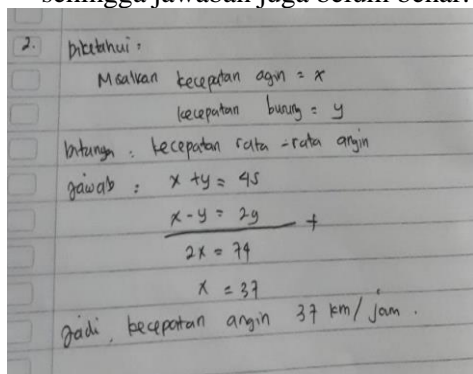 sehingga jawaban juga belum benar.
2. Diketahui :
Misalkan kecepatan agin = x
kecepatan burung = y
Ditanya : kecepatan rata-rata angin
Jawab : x + y = 45
x - y = 29 +
2x = 74
x = 37
Jadi, kecepatan angin 37 km/jam.